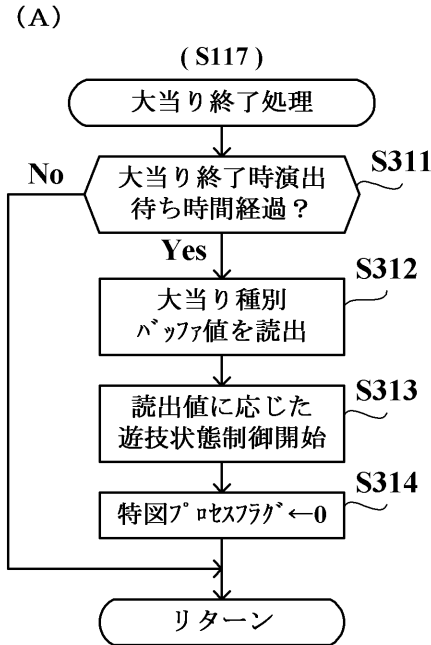 (A)
(S117)
大当り終了処理
No
大当り終了時演出
待ち時間経過？
S311
Yes
大当り種別
ﾊﾞｯﾌｧ値を読出
S312
読出値に応じた
遊技状態制御開始
S313
特図ﾌﾟﾛｾｽﾌﾗｸﾞ←0
S314
リターン